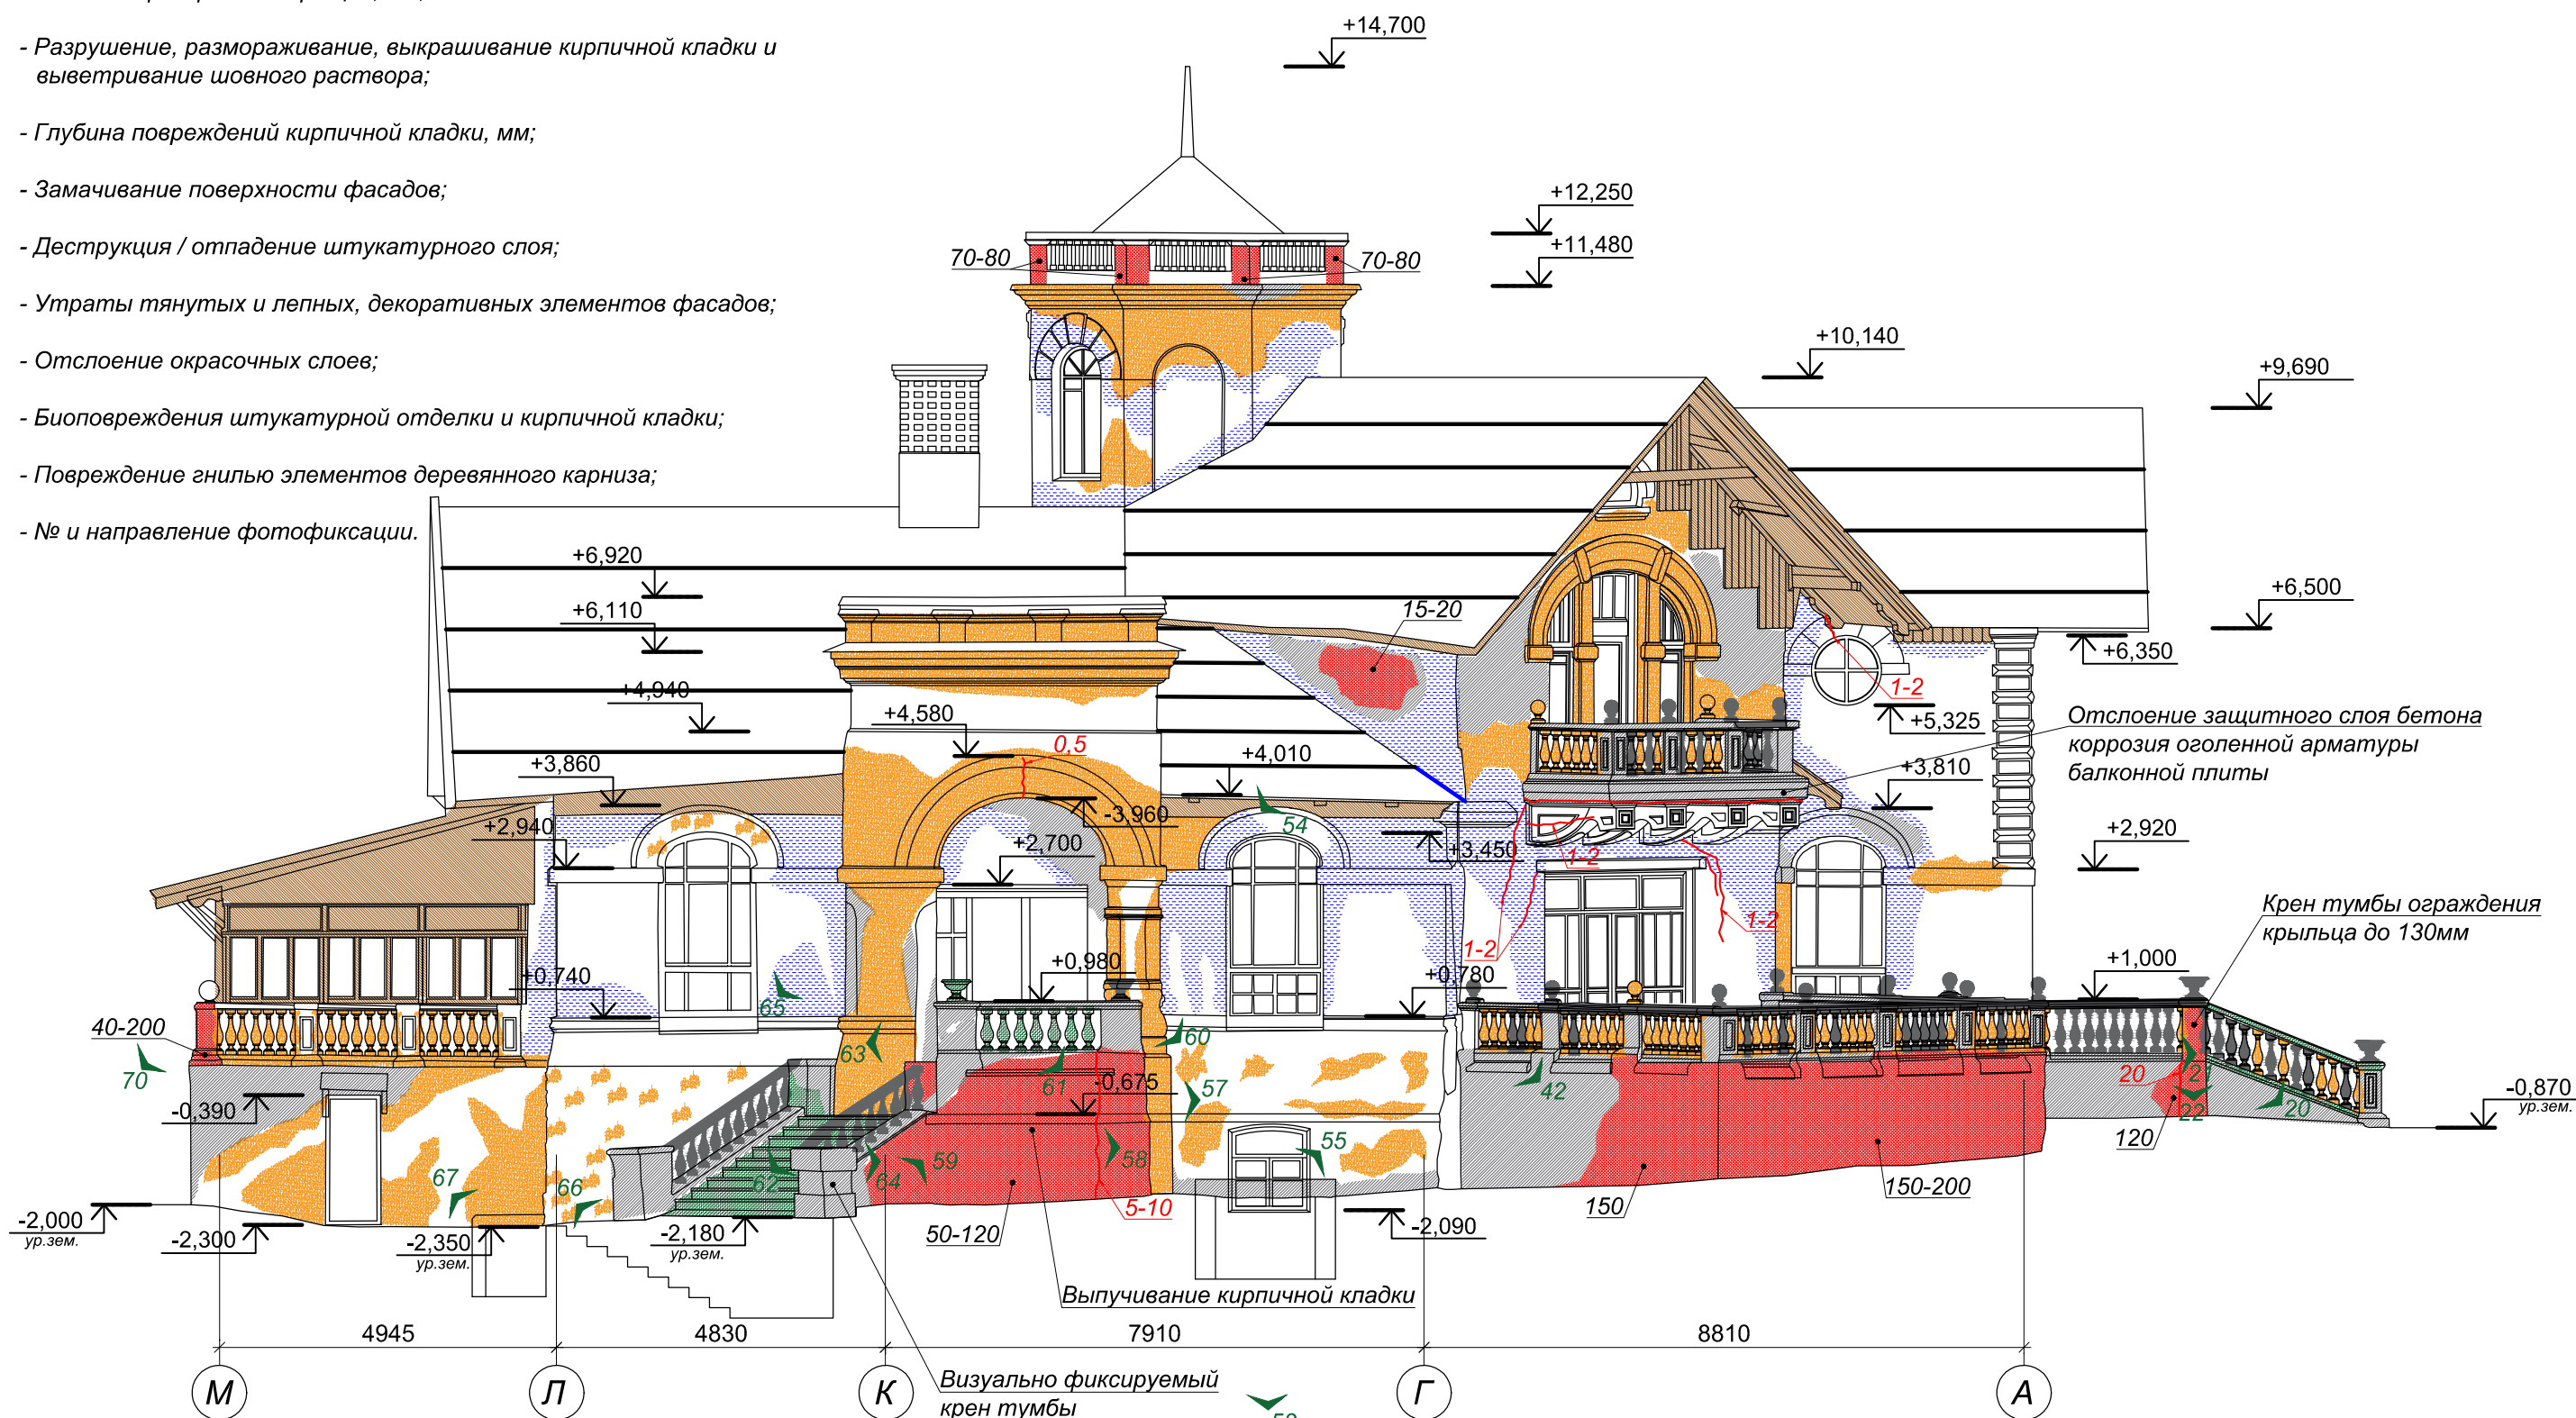 - Разрушение, размораживание, выкрашивание кирпичной кладки и
выветривание шовного раствора;
- Глубина повреждений кирпичной кладки, мм;
- Замачивание поверхности фасадов;
- Деструкция / отпадение штукатурного слоя;
- Утраты тянутых и лепных, декоративных элементов фасадов;
- Отслоение окрасочных слоев;
- Биоповреждения штукатурной отделки и кирпичной кладки;
- Повреждение гнилью элементов деревянного карниза;
- № и направление фотофиксации.
+14,700
+12,250
+11,480
70-80
70-80
+10,140
+9,690
+6,920
+6,110
+4,940
+4,580
+3,860
+2,940
15-20
+6,500
+6,350
1-2
+5,325
Отслоение защитного слоя бетона
коррозия оголенной арматуры
балконной плиты
0,5
+4,010
+3,810
-3,960
54
+2,700
+3,450
1-2
+2,920
Крен тумбы ограждения
крыльца до 130мм
1-2
1-2
+0,740
+0,980
+0,780
+1,000
65
40-200
70
63
60
61
-0,675
57
42
20
21
22
20
-0,390
-0,870
ур.зем.
120
55
58
59
64
62
67
66
5-10
50-120
150
150-200
-2,000
ур.зем.
-2,300
-2,350
ур.зем.
-2,180
ур.зем.
-2,090
Выпучивание кирпичной кладки
4945
4830
7910
8810
М
Л
К
Г
А
Визуально фиксируемый
крен тумбы